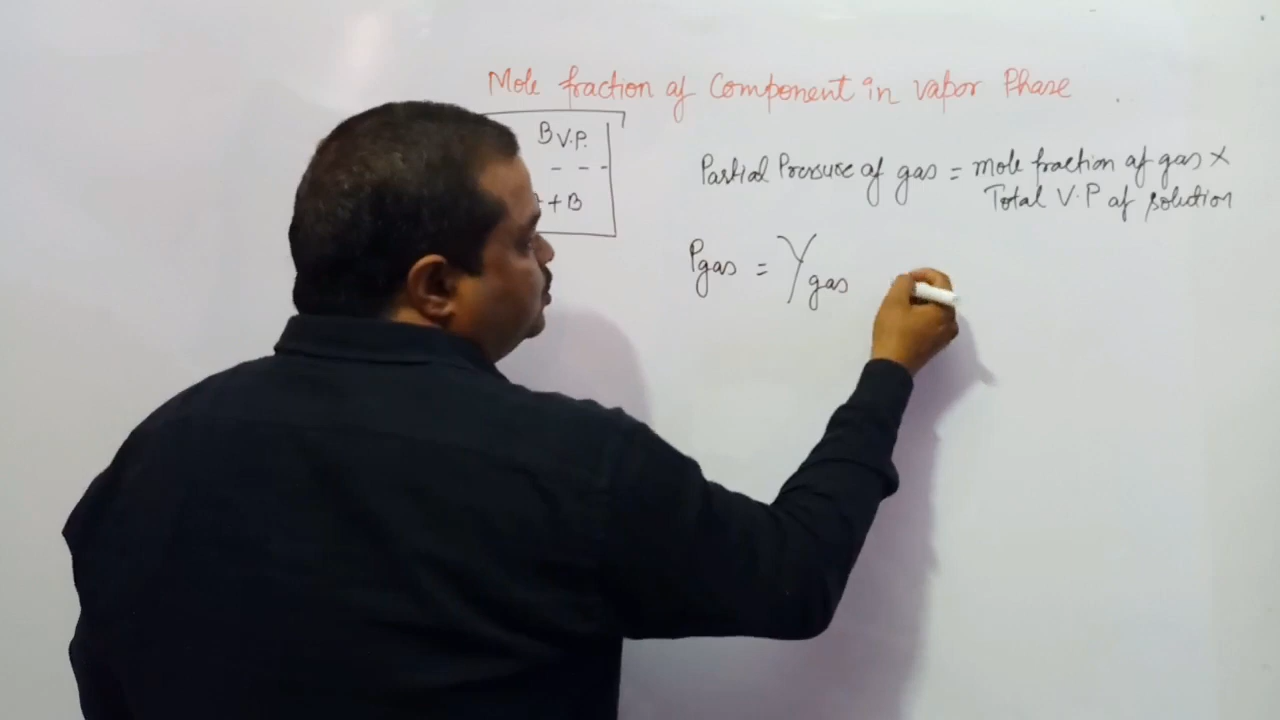 Mole fraction of Component in vapor Phase
B V.P.
+ B
Partial Pressure of gas = mole fraction of gas ×
Total V.P of solution
Pgas = Ygas